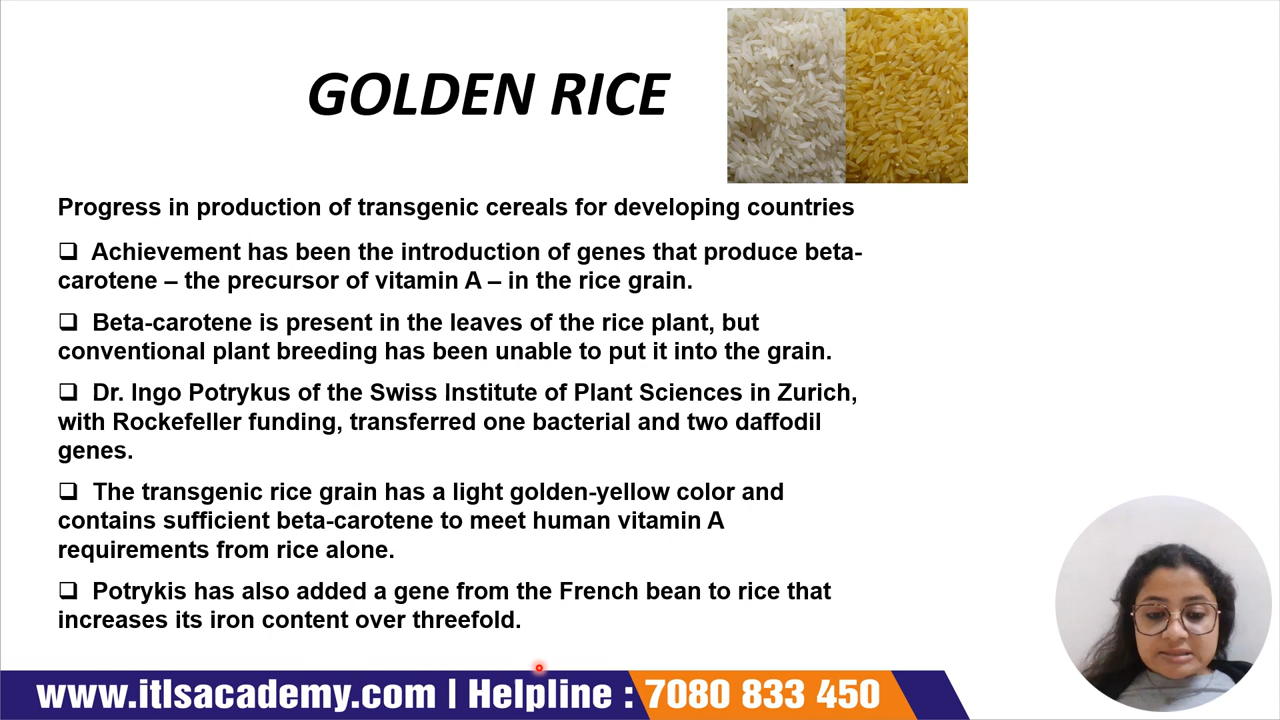 GOLDEN RICE
Progress in production of transgenic cereals for developing countries
❑ Achievement has been the introduction of genes that produce beta-
carotene – the precursor of vitamin A – in the rice grain.
❑ Beta-carotene is present in the leaves of the rice plant, but
conventional plant breeding has been unable to put it into the grain.
❑ Dr. Ingo Potrykus of the Swiss Institute of Plant Sciences in Zurich,
with Rockefeller funding, transferred one bacterial and two daffodil
genes.
❑ The transgenic rice grain has a light golden-yellow color and
contains sufficient beta-carotene to meet human vitamin A
requirements from rice alone.
❑ Potrykis has also added a gene from the French bean to rice that
increases its iron content over threefold.
www.itlsacademy.com | Helpline : 7080 833 450